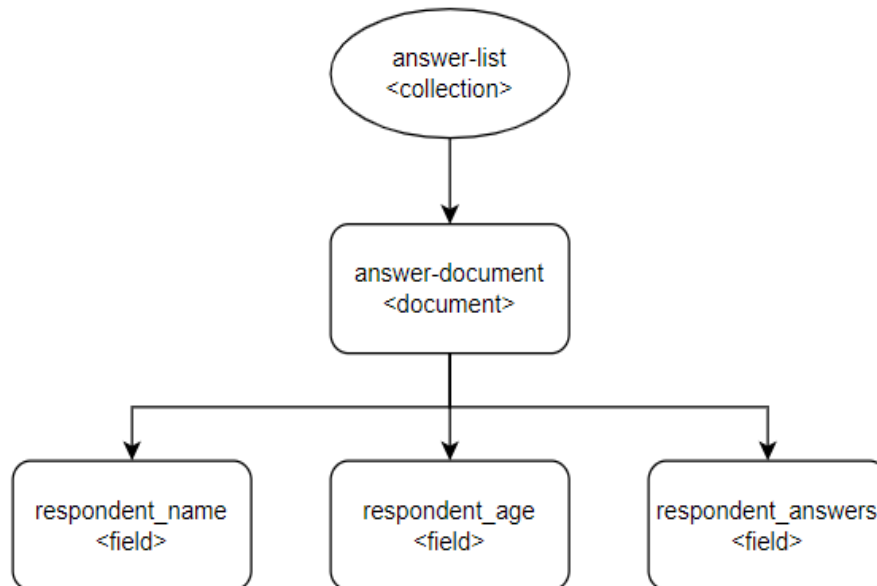 answer-list
<collection>
answer-document
<document>
respondent_name
<field>
respondent_age
<field>
respondent_answers
<field>